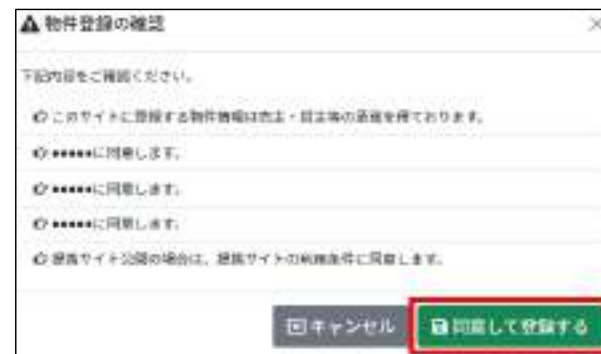 物件登録の確認
下記内容をご確認ください。
このサイトに登録する物件情報は売主・貸主等の承諾を得ております。
●●●●●に同意します。
●●●●●に同意します。
●●●●●に同意します。
提携サイト公開の場合は、提携サイトの利用条件に同意します。
キャンセル
同意して登録する